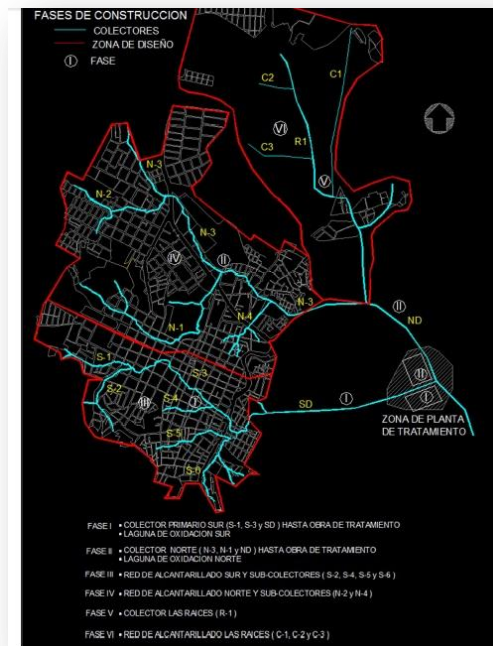 FASES DE CONSTRUCCION
COLECTORES
ZONA DE DISEÑO
I FASE
C2
C1
VI
R1
C3
V
N-3
N-2
N-3
IV
II
N-3
N-4
N-1
II
ND
S-1
S-3
S-2
S-4
III
I
I
II
I
SD
S-5
S-6
ZONA DE PLANTA
DE TRATAMIENTO
FASE I • COLECTOR PRIMARIO SUR (S-1, S-3 y SD) HASTA OBRA DE TRATAMIENTO
• LAGUNA DE OXIDACION SUR
FASE II • COLECTOR NORTE ( N-3, N-1 y ND ) HASTA OBRA DE TRATAMIENTO
• LAGUNA DE OXIDACION NORTE
FASE III • RED DE ALCANTARILLADO SUR Y SUB-COLECTORES ( S-2, S-4, S-5 y S-6)
FASE IV • RED DE ALCANTARILLADO NORTE Y SUB-COLECTORES (N-2 y N-4)
FASE V • COLECTOR LAS RAICES ( R-1 )
FASE VI • RED DE ALCANTARILLADO LAS RAICES ( C-1, C-2 y C-3 )